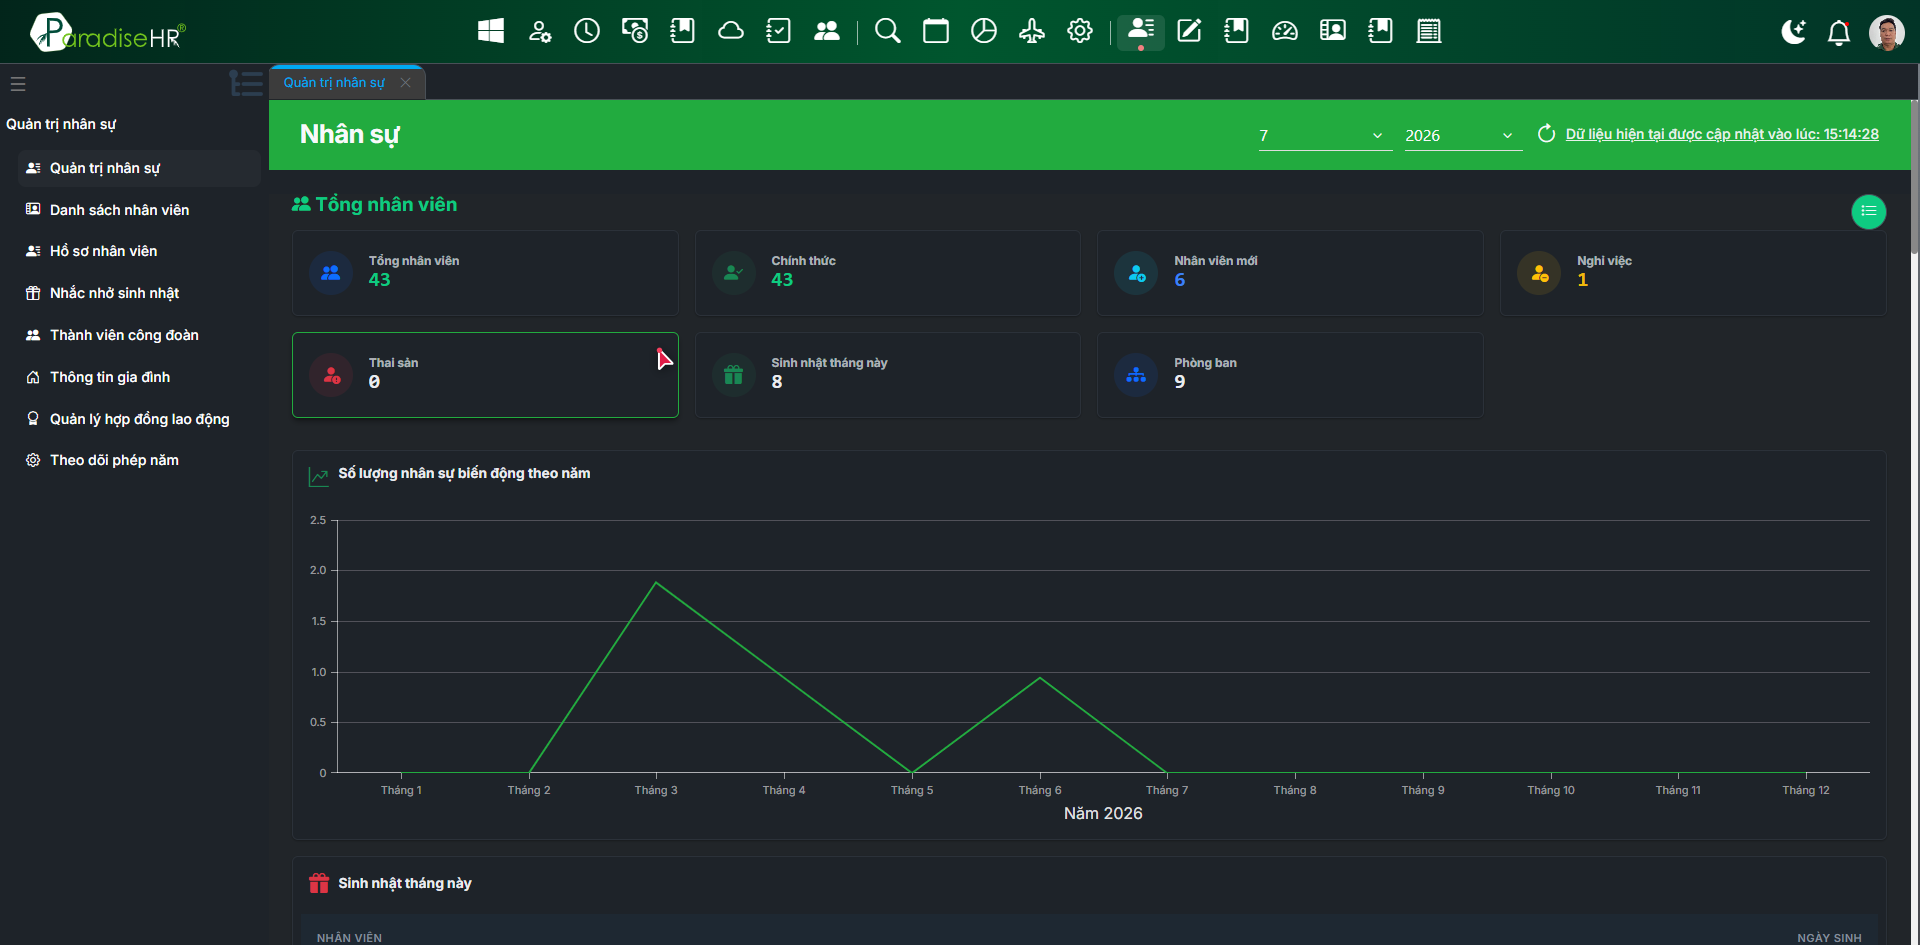 ParadiseHR®
Quản trị nhân sự
Quản trị nhân sự
Quản trị nhân sự
Danh sách nhân viên
Hồ sơ nhân viên
Nhắc nhở sinh nhật
Thành viên công đoàn
Thông tin gia đình
Quản lý hợp đồng lao động
Theo dõi phép năm
Nhân sự
7
2026
Dữ liệu hiện tại được cập nhật vào lúc: 15:14:28
Tổng nhân viên
Tổng nhân viên
43
Chính thức
43
Nhân viên mới
6
Nghỉ việc
1
Thai sản
0
Sinh nhật tháng này
8
Phòng ban
9
Số lượng nhân sự biến động theo năm
2.5
2.0
1.5
1.0
0.5
0
Tháng 1 Tháng 2 Tháng 3 Tháng 4 Tháng 5 Tháng 6 Tháng 7 Tháng 8 Tháng 9 Tháng 10 Tháng 11 Tháng 12
Năm 2026
Sinh nhật tháng này
NHÂN VIÊN NGÀY SINH